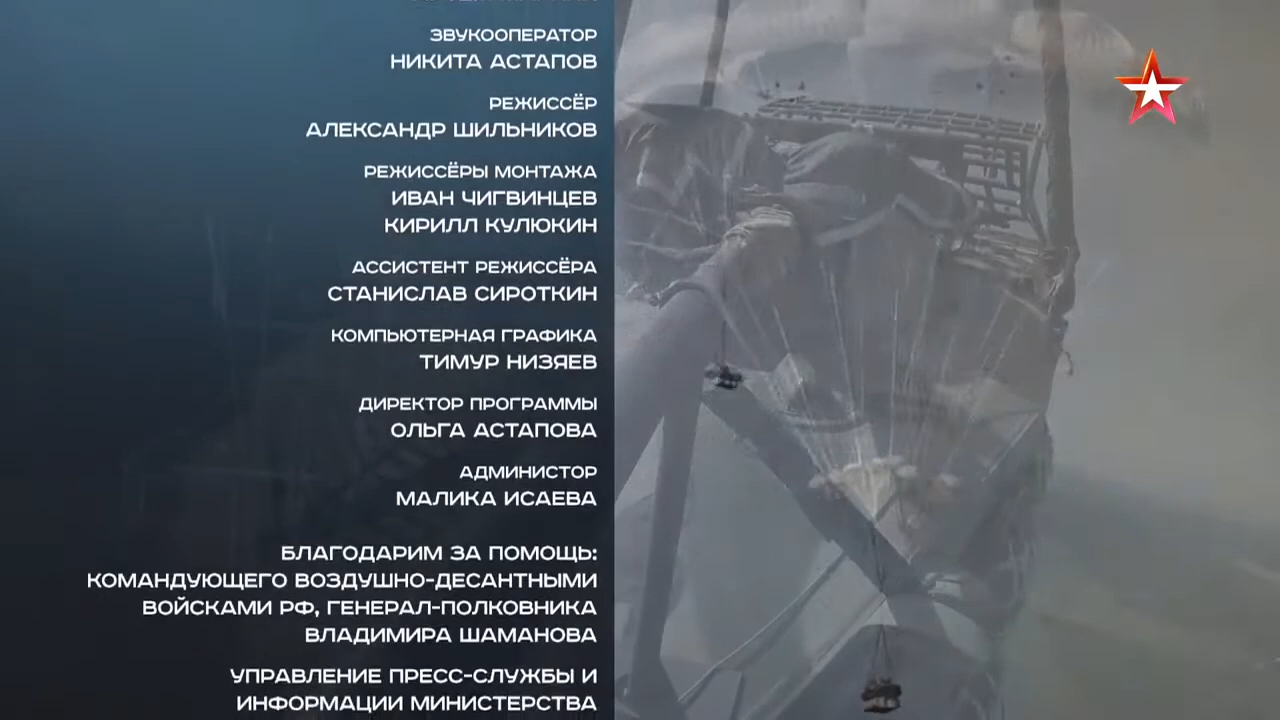 ЗВУКООПЕРАТОР
НИКИТА АСТАПОВ
РЕЖИССЁР
АЛЕКСАНДР ШИЛЬНИКОВ
РЕЖИССЁРЫ МОНТАЖА
ИВАН ЧИГВИНЦЕВ
КИРИЛЛ КУЛЮКИН
АССИСТЕНТ РЕЖИССЁРА
СТАНИСЛАВ СИРОТКИН
КОМПЬЮТЕРНАЯ ГРАФИКА
ТИМУР НИЗЯЕВ
ДИРЕКТОР ПРОГРАММЫ
ОЛЬГА АСТАПОВА
АДМИНИСТОР
МАЛИКА ИСАЕВА
БЛАГОДАРИМ ЗА ПОМОЩЬ:
КОМАНДУЮЩЕГО ВОЗДУШНО-ДЕСАНТНЫМИ
ВОЙСКАМИ РФ, ГЕНЕРАЛ-ПОЛКОВНИКА
ВЛАДИМИРА ШАМАНОВА
УПРАВЛЕНИЕ ПРЕСС-СЛУЖБЫ И
ИНФОРМАЦИИ МИНИСТЕРСТВА